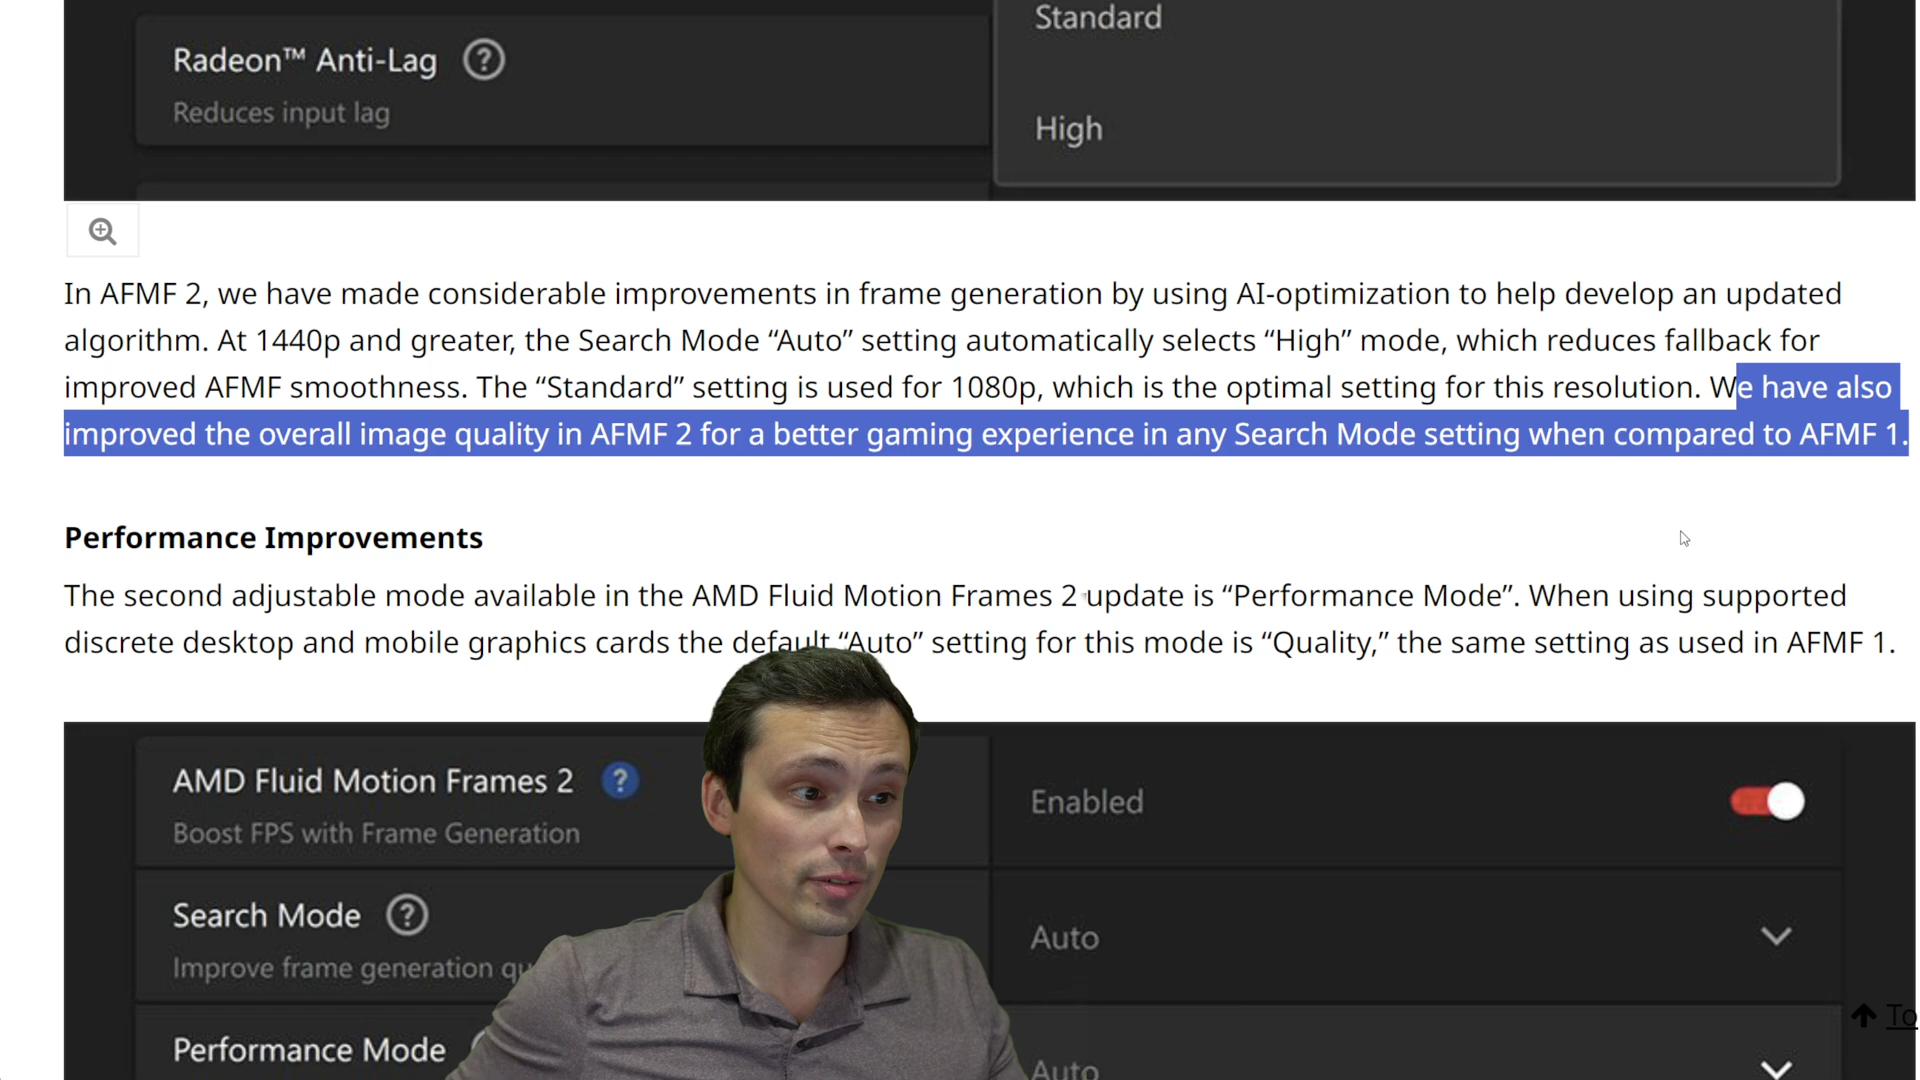 Standard
Radeon™ Anti-Lag
Reduces input lag
High
In AFMF 2, we have made considerable improvements in frame generation by using AI-optimization to help develop an updated
algorithm. At 1440p and greater, the Search Mode “Auto” setting automatically selects “High” mode, which reduces fallback for
improved AFMF smoothness. The “Standard” setting is used for 1080p, which is the optimal setting for this resolution. We have also
improved the overall image quality in AFMF 2 for a better gaming experience in any Search Mode setting when compared to AFMF 1.
Performance Improvements
The second adjustable mode available in the AMD Fluid Motion Frames 2 update is “Performance Mode”. When using supported
discrete desktop and mobile graphics cards the default “Auto” setting for this mode is “Quality,” the same setting as used in AFMF 1.
AMD Fluid Motion Frames 2
Enabled
Boost FPS with Frame Generation
Search Mode
Auto
Improve frame generation
To
Performance Mode
Auto